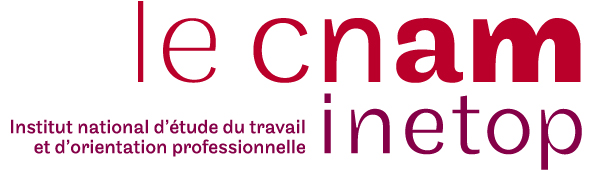 le cnam
inetop
Institut national d'étude du travail
et d'orientation professionnelle